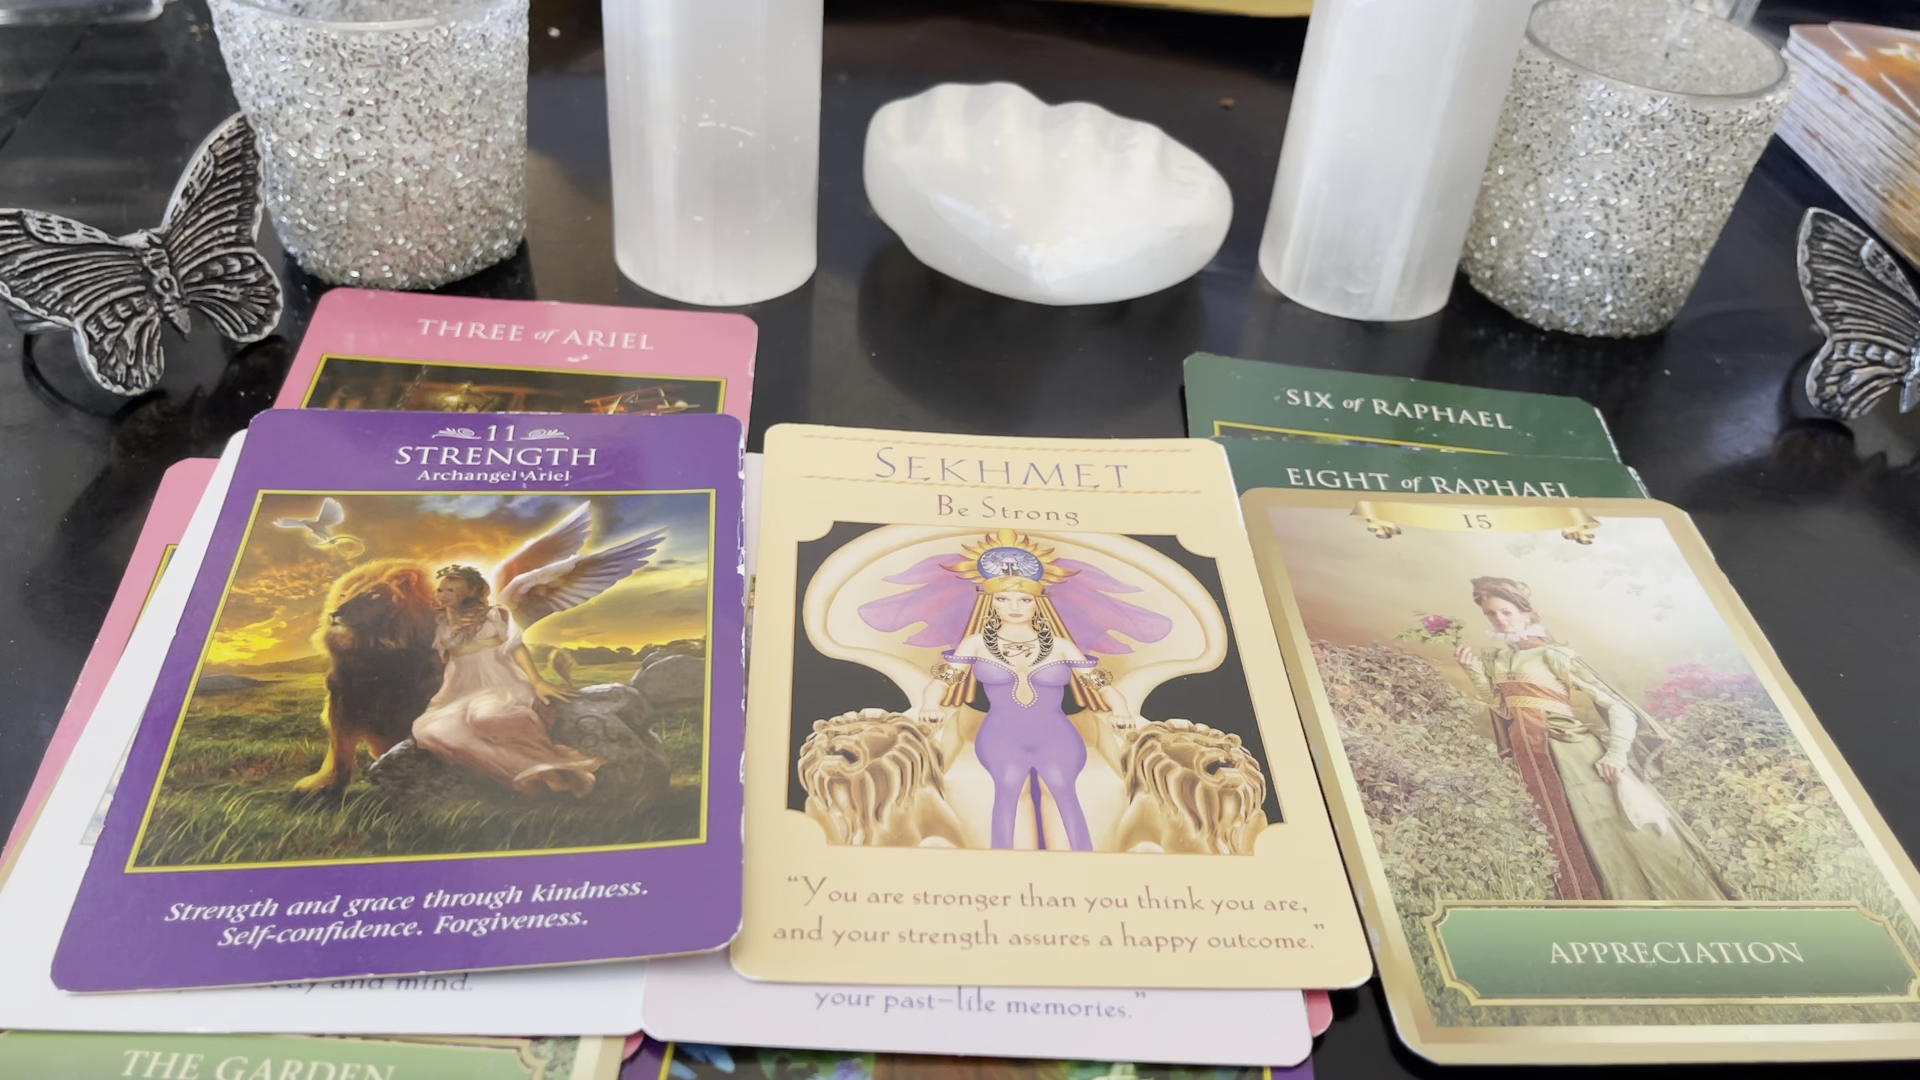 THREE of ARIEL
11
STRENGTH
Archangel Ariel
Strength and grace through kindness.
Self-confidence. Forgiveness.
and mind.
THE GARDEN
SEKHMET
Be Strong
"You are stronger than you think you are,
and your strength assures a happy outcome."
your past-life memories."
SIX of RAPHAEL
EIGHT of RAPHAEL
15
APPRECIATION